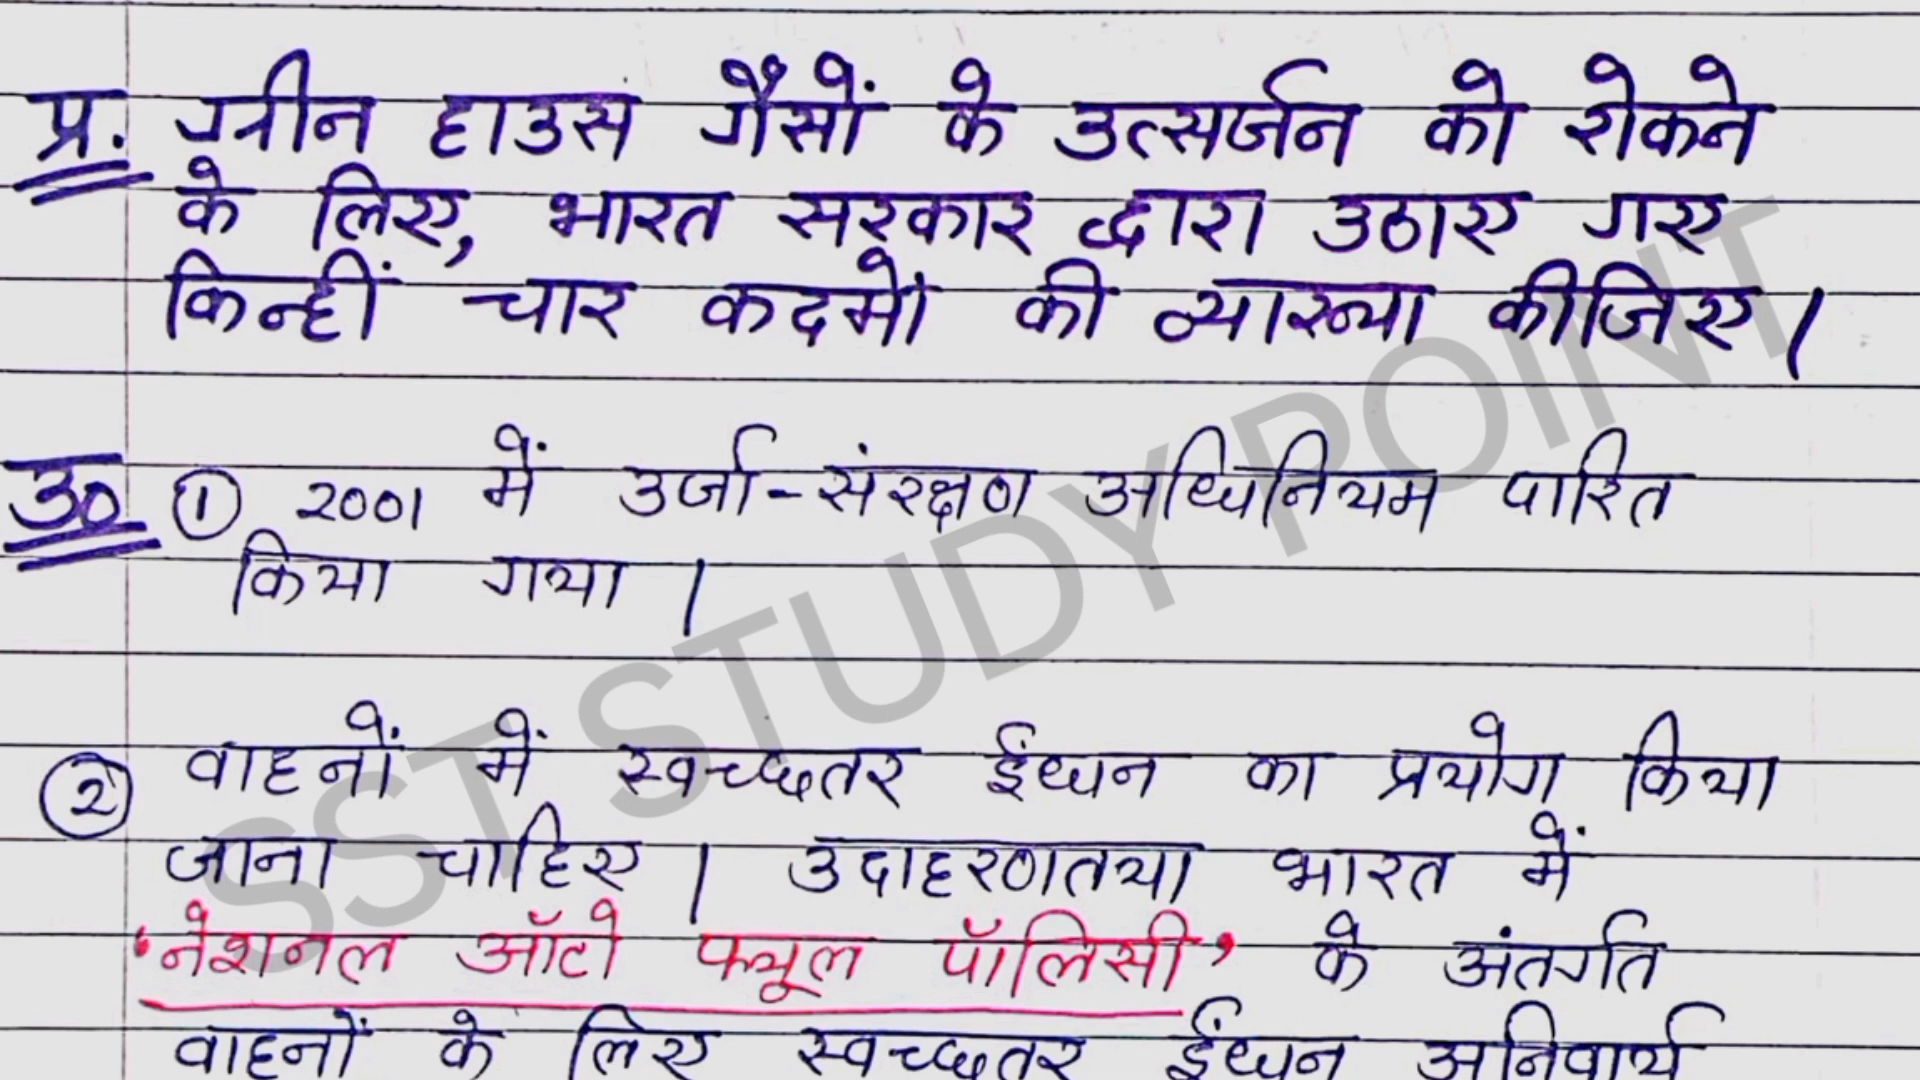 प्र. ग्रीन हाउस गैसों के उत्सर्जन को रोकने
के लिए, भारत सरकार द्वारा उठाए गए
किन्हीं चार कदमों की व्याख्या कीजिए।
उ० ① 2001 में उर्जा-संरक्षण अधिनियम पारित
किया गया।
② वाहनों में स्वच्छतर ईंधन का प्रयोग किया
जाना चाहिए। उदाहरणतया भारत में
'नेशनल ऑटो फ्यूल पॉलिसी' के अंतर्गत
वाहनों के लिए स्वच्छतर ईंधन अनिवार्य
SST STUDY POINT